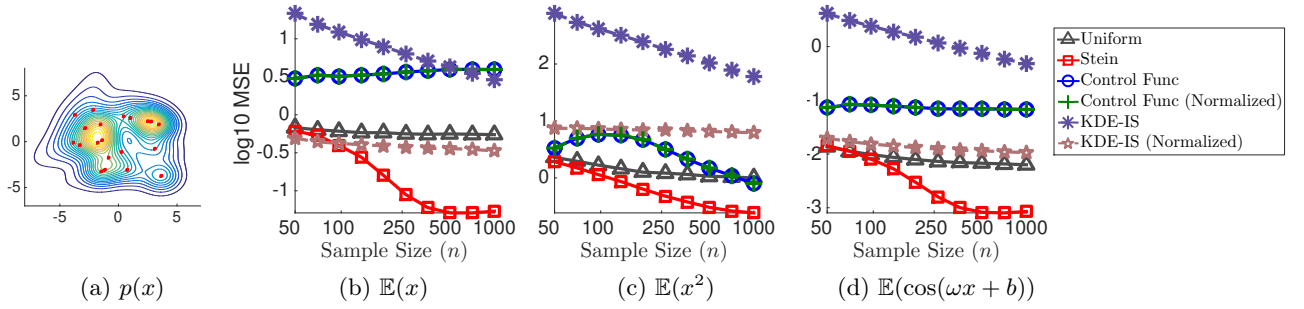 Uniform
Stein
Control Func
Control Func (Normalized)
KDE-IS
KDE-IS (Normalized)
log10 MSE
5
0
-5
-5 0 5
1
0.5
0
-0.5
-1
50 100 250 500 1000
Sample Size (n)
2
1
0
50 100 250 500 1000
Sample Size (n)
0
-1
-2
-3
50 100 250 500 1000
Sample Size (n)
(a) p(x)
(b) 𝔼(x)
(c) 𝔼(x²)
(d) 𝔼(cos(ωx + b))